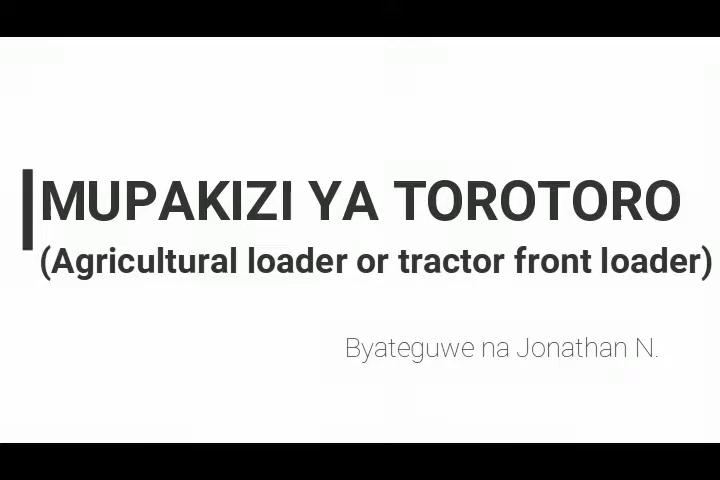 MUPAKIZI YA TOROTORO
(Agricultural loader or tractor front loader)
Byateguwe na Jonathan N.